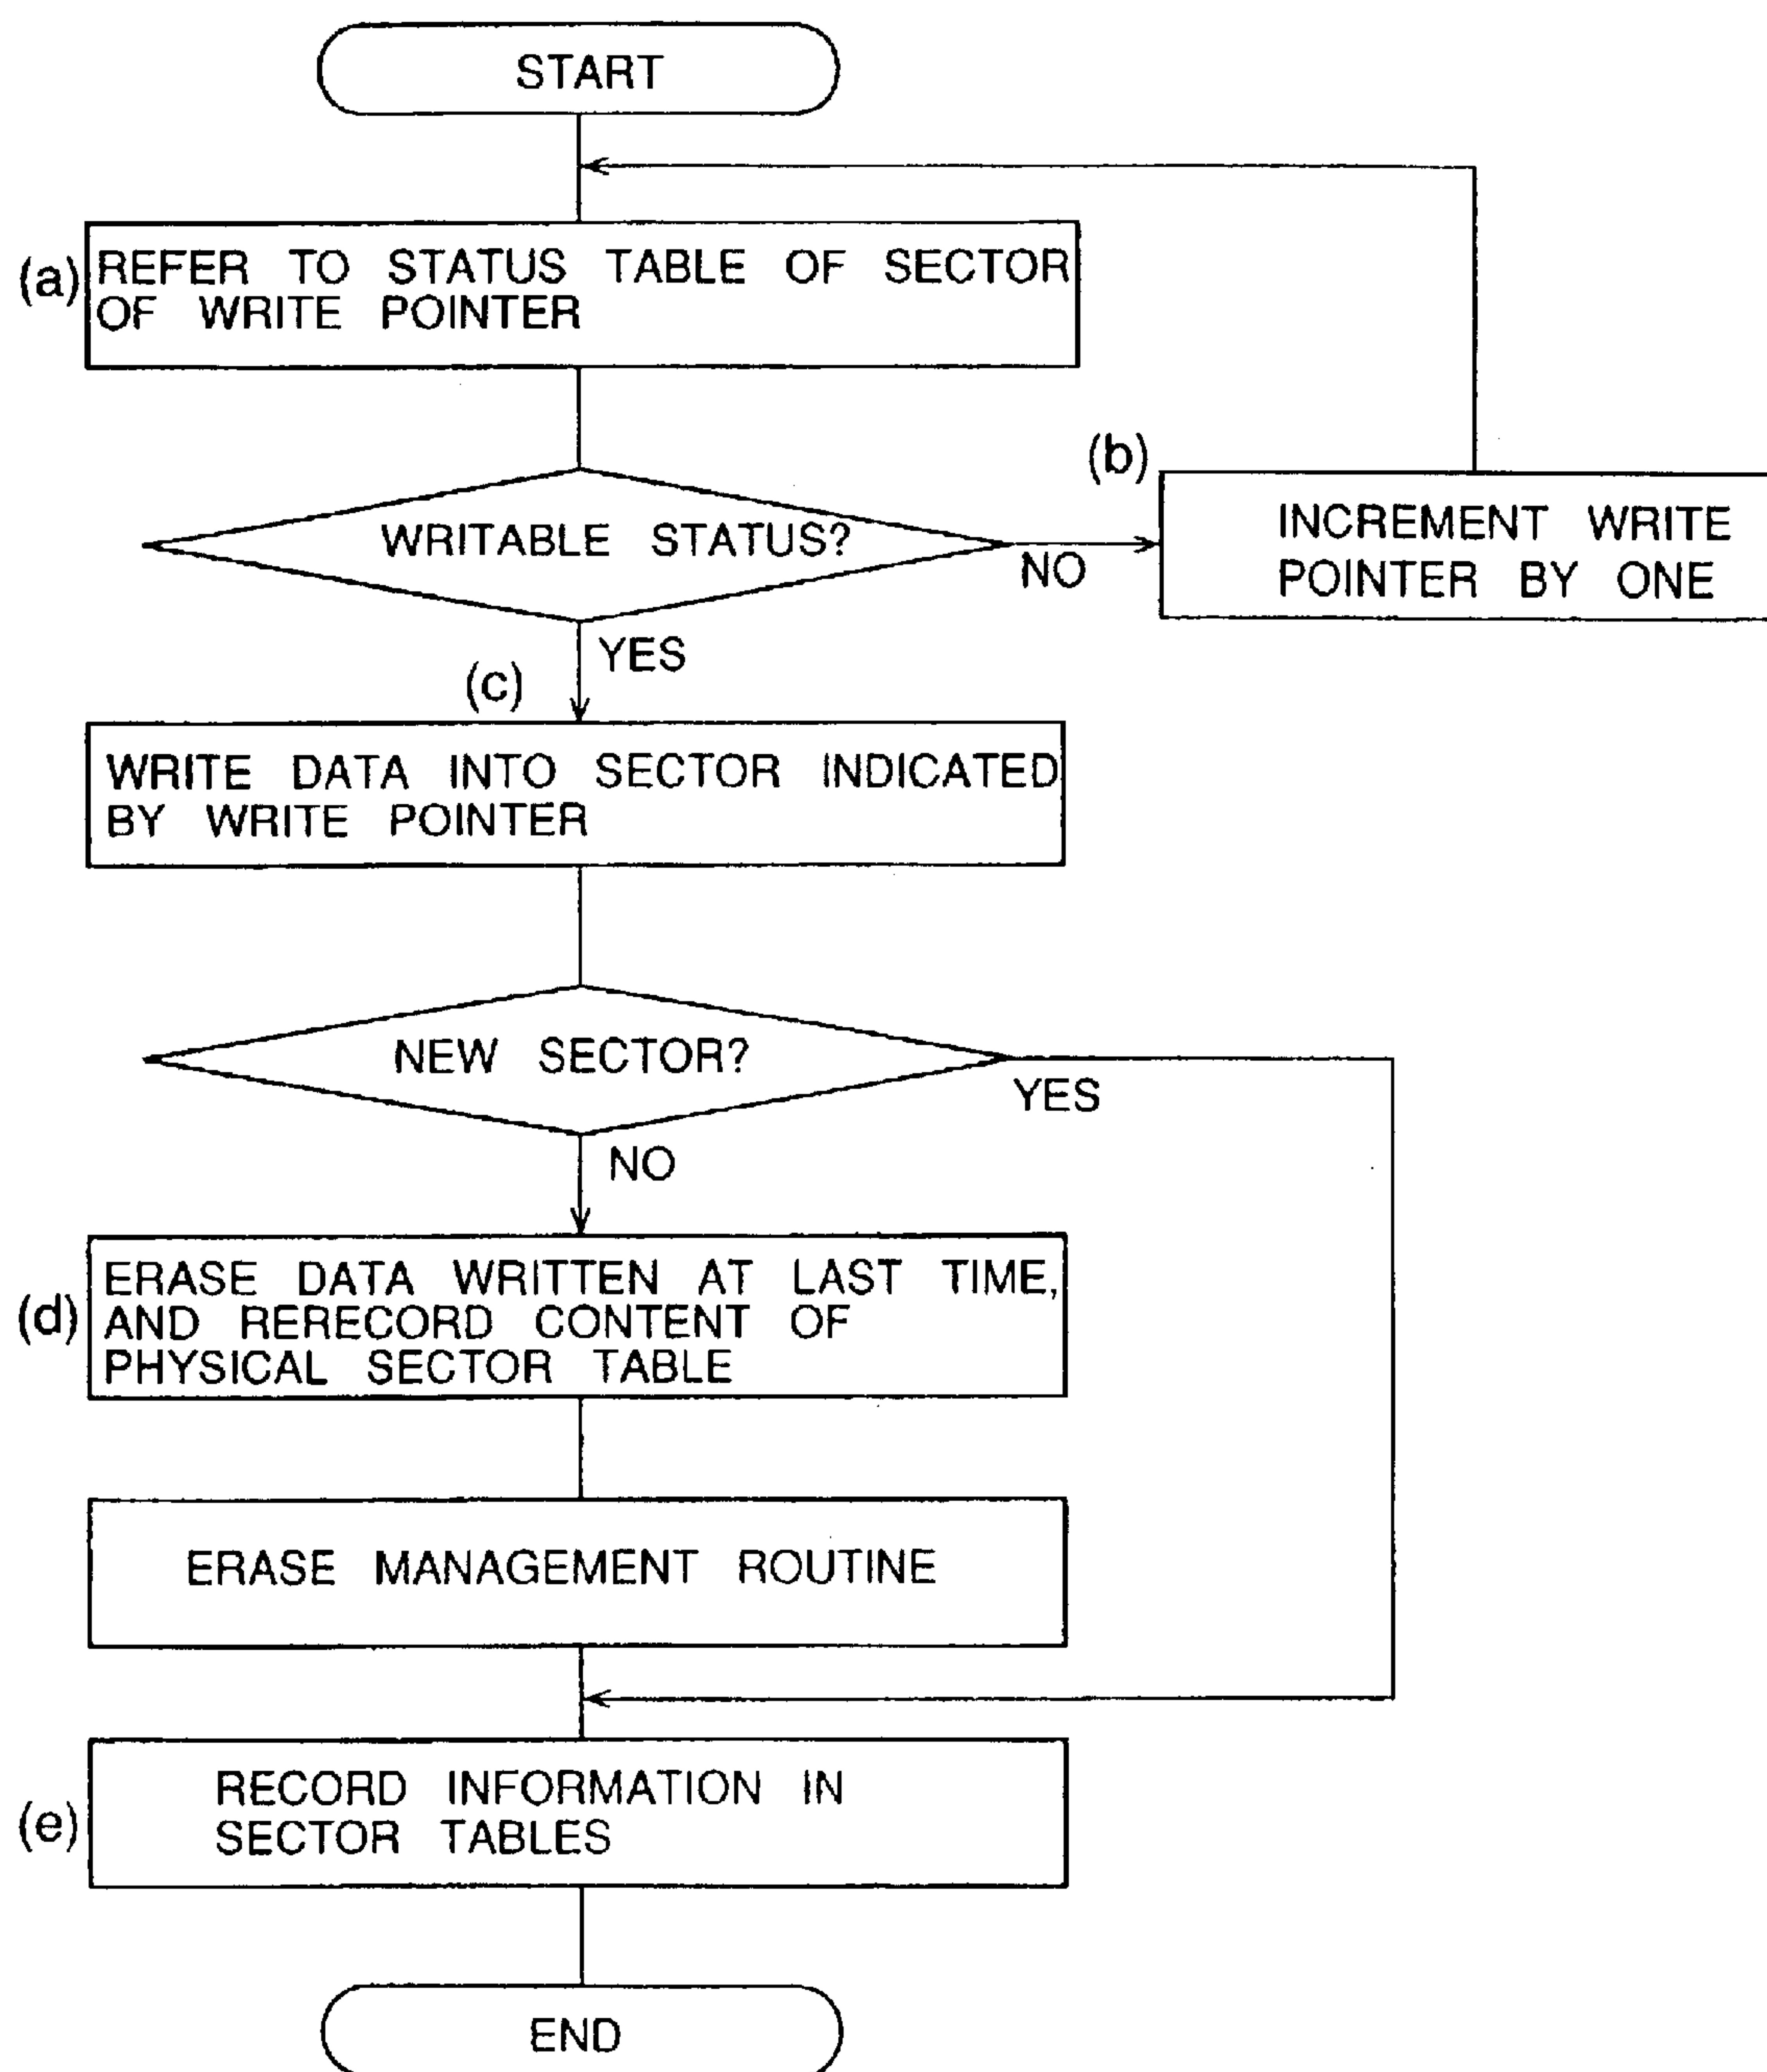 START
(a)
REFER TO STATUS TABLE OF SECTOR
OF WRITE POINTER
WRITABLE STATUS?
NO
(b)
INCREMENT WRITE
POINTER BY ONE
YES
(c)
WRITE DATA INTO SECTOR INDICATED
BY WRITE POINTER
NEW SECTOR?
YES
NO
(d)
ERASE DATA WRITTEN AT LAST TIME,
AND RERECORD CONTENT OF
PHYSICAL SECTOR TABLE
ERASE MANAGEMENT ROUTINE
(e)
RECORD INFORMATION IN
SECTOR TABLES
END